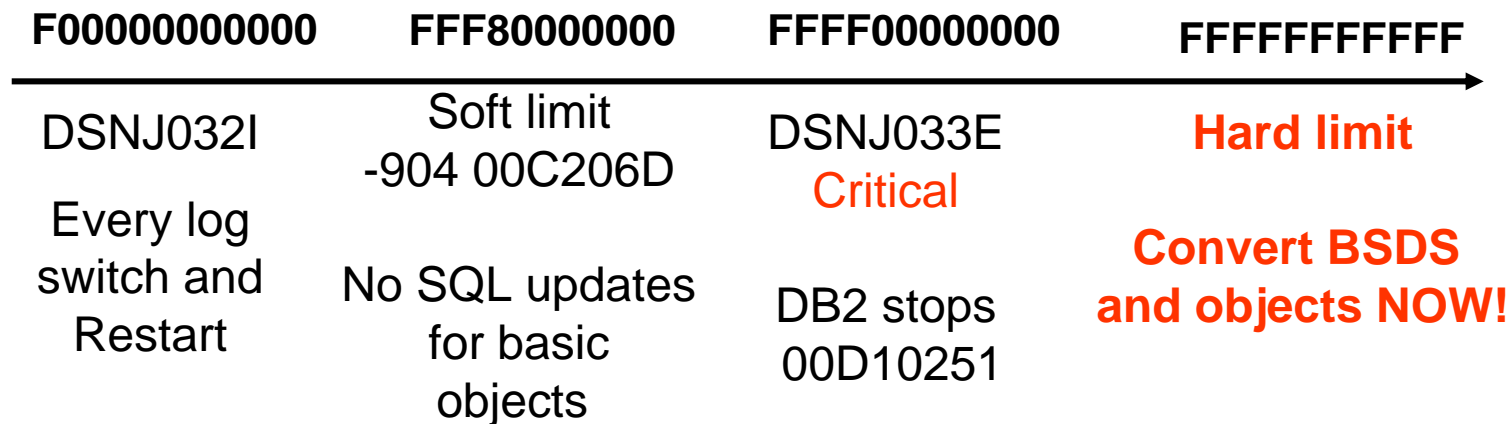 F00000000000
FFF80000000
FFFF00000000
FFFFFFFFFFF
DSNJ032I
Every log
switch and
Restart
Soft limit
-904 00C206D
No SQL updates
for basic
objects
DSNJ033E
Critical
DB2 stops
00D10251
Hard limit
Convert BSDS
and objects NOW!